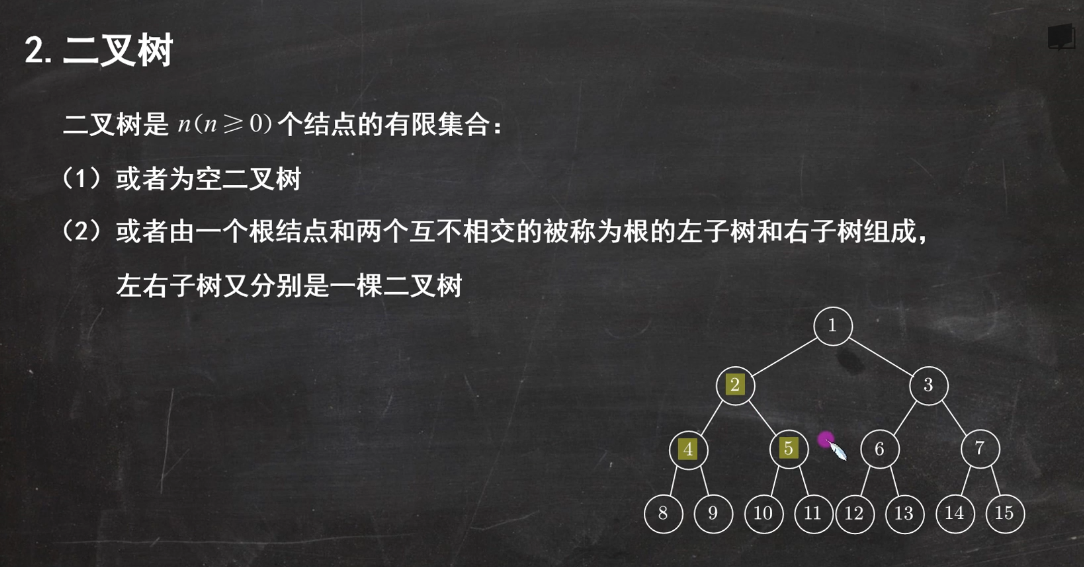 2. 二叉树
二叉树是 n(n≥0)个结点的有限集合：
（1）或者为空二叉树
（2）或者由一个根结点和两个互不相交的被称为根的左子树和右子树组成，
左右子树又分别是一棵二叉树
1
2 3
4 5 6 7
8 9 10 11 12 13 14 15